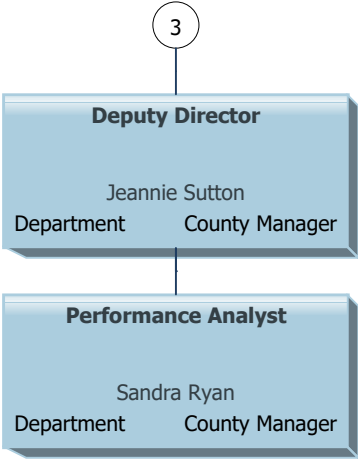 3
Deputy Director
Jeannie Sutton
Department County Manager
Performance Analyst
Sandra Ryan
Department County Manager